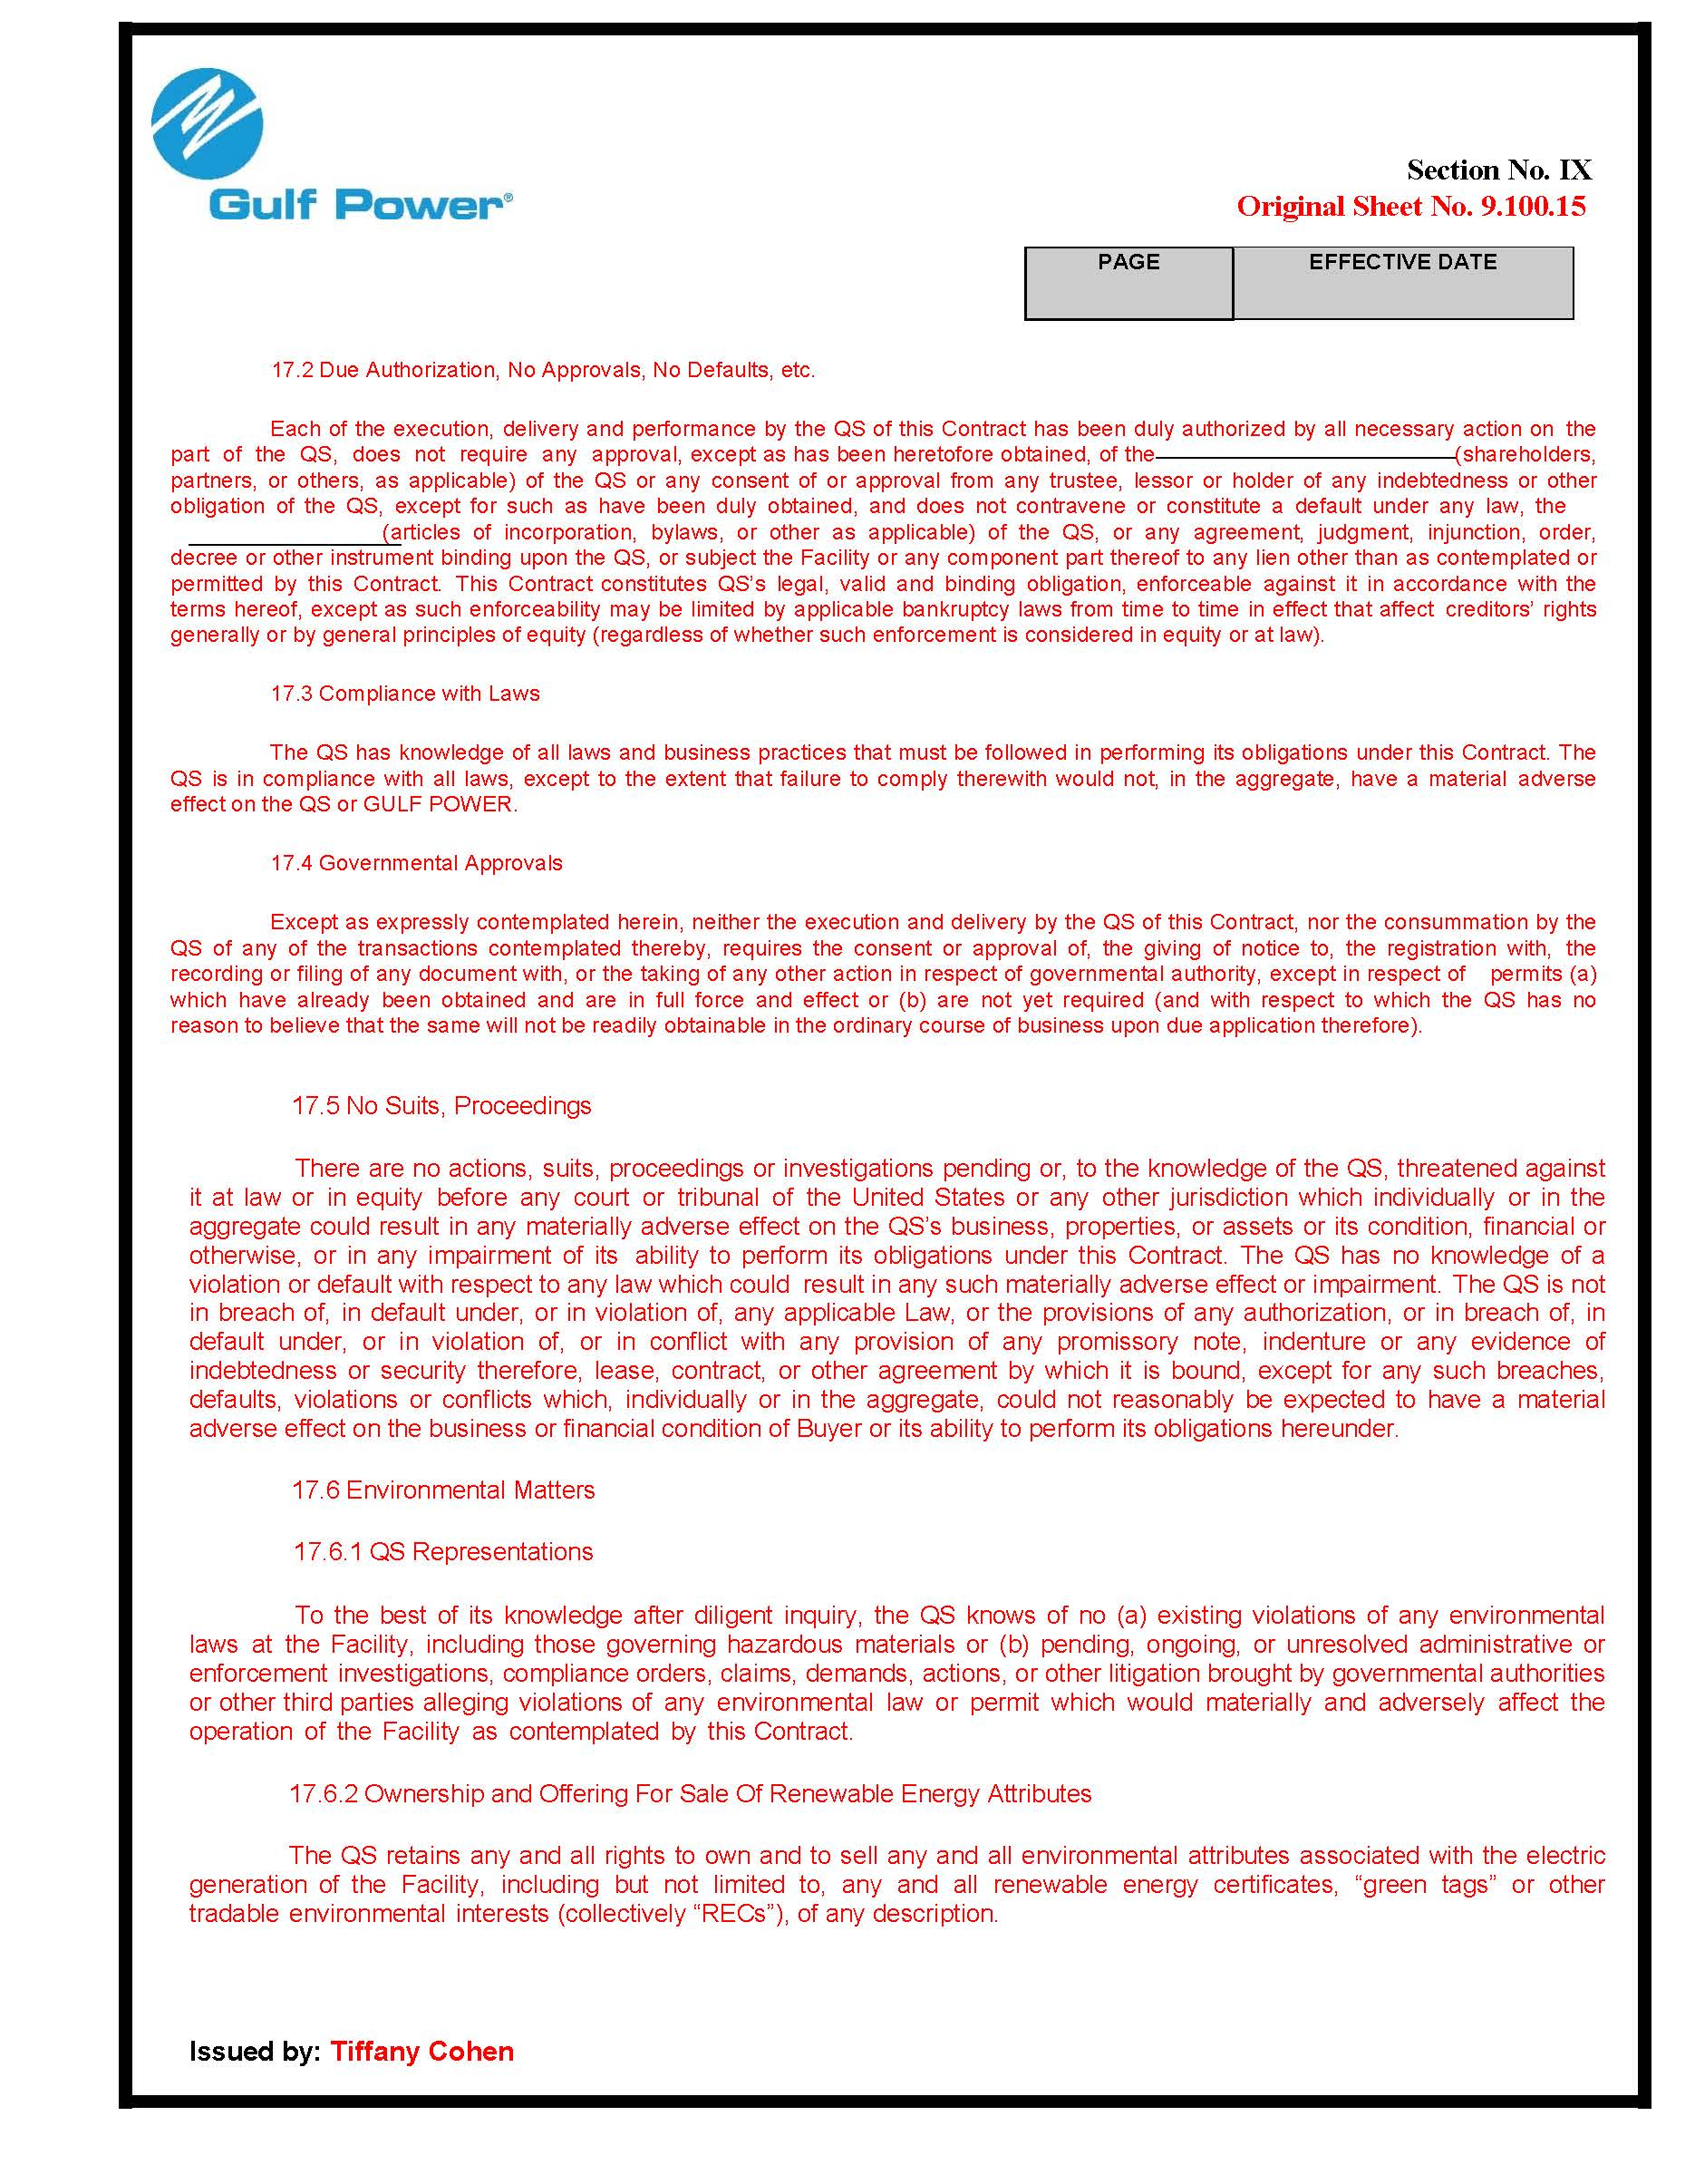 Gulf Power®
Section No. IX
Original Sheet No. 9.100.15
PAGE EFFECTIVE DATE
17.2 Due Authorization, No Approvals, No Defaults, etc.
Each of the execution, delivery and performance by the QS of this Contract has been duly authorized by all necessary action on the
part of the QS, does not require any approval, except as has been heretofore obtained, of the____________________(shareholders,
partners, or others, as applicable) of the QS or any consent of or approval from any trustee, lessor or holder of any indebtedness or other
obligation of the QS, except for such as have been duly obtained, and does not contravene or constitute a default under any law, the
______________(articles of incorporation, bylaws, or other as applicable) of the QS, or any agreement, judgment, injunction, order,
decree or other instrument binding upon the QS, or subject the Facility or any component part thereof to any lien other than as contemplated or
permitted by this Contract. This Contract constitutes QS’s legal, valid and binding obligation, enforceable against it in accordance with the
terms hereof, except as such enforceability may be limited by applicable bankruptcy laws from time to time in effect that affect creditors’ rights
generally or by general principles of equity (regardless of whether such enforcement is considered in equity or at law).
17.3 Compliance with Laws
The QS has knowledge of all laws and business practices that must be followed in performing its obligations under this Contract. The
QS is in compliance with all laws, except to the extent that failure to comply therewith would not, in the aggregate, have a material adverse
effect on the QS or GULF POWER.
17.4 Governmental Approvals
Except as expressly contemplated herein, neither the execution and delivery by the QS of this Contract, nor the consummation by the
QS of any of the transactions contemplated thereby, requires the consent or approval of, the giving of notice to, the registration with, the
recording or filing of any document with, or the taking of any other action in respect of governmental authority, except in respect of permits (a)
which have already been obtained and are in full force and effect or (b) are not yet required (and with respect to which the QS has no
reason to believe that the same will not be readily obtainable in the ordinary course of business upon due application therefore).
17.5 No Suits, Proceedings
There are no actions, suits, proceedings or investigations pending or, to the knowledge of the QS, threatened against
it at law or in equity before any court or tribunal of the United States or any other jurisdiction which individually or in the
aggregate could result in any materially adverse effect on the QS’s business, properties, or assets or its condition, financial or
otherwise, or in any impairment of its ability to perform its obligations under this Contract. The QS has no knowledge of a
violation or default with respect to any law which could result in any such materially adverse effect or impairment. The QS is not
in breach of, in default under, or in violation of, any applicable Law, or the provisions of any authorization, or in breach of, in
default under, or in violation of, or in conflict with any provision of any promissory note, indenture or any evidence of
indebtedness or security therefore, lease, contract, or other agreement by which it is bound, except for any such breaches,
defaults, violations or conflicts which, individually or in the aggregate, could not reasonably be expected to have a material
adverse effect on the business or financial condition of Buyer or its ability to perform its obligations hereunder.
17.6 Environmental Matters
17.6.1 QS Representations
To the best of its knowledge after diligent inquiry, the QS knows of no (a) existing violations of any environmental
laws at the Facility, including those governing hazardous materials or (b) pending, ongoing, or unresolved administrative or
enforcement investigations, compliance orders, claims, demands, actions, or other litigation brought by governmental authorities
or other third parties alleging violations of any environmental law or permit which would materially and adversely affect the
operation of the Facility as contemplated by this Contract.
17.6.2 Ownership and Offering For Sale Of Renewable Energy Attributes
The QS retains any and all rights to own and to sell any and all environmental attributes associated with the electric
generation of the Facility, including but not limited to, any and all renewable energy certificates, “green tags” or other
tradable environmental interests (collectively “RECs”), of any description.
Issued by: Tiffany Cohen